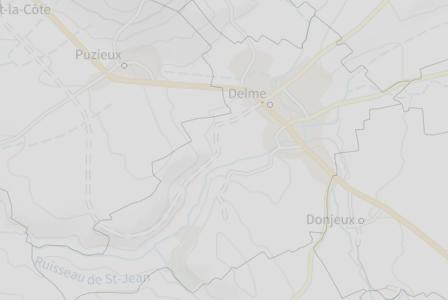 t-la-Côte
Puzieux
Delme
Donjeux
Ruisseau de St-Jean